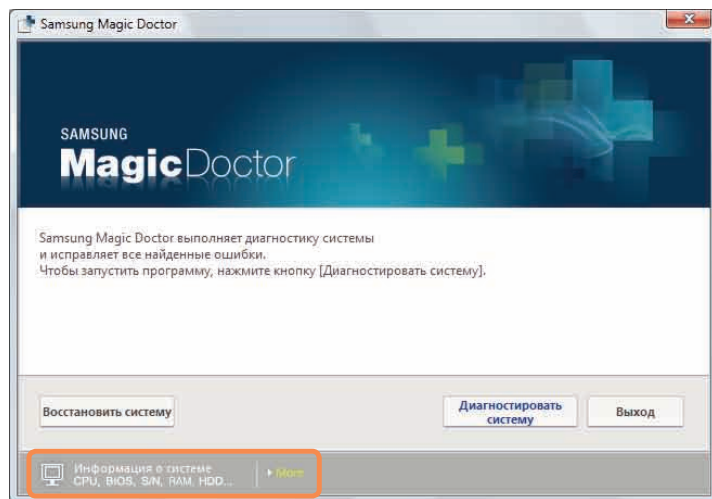 Samsung Magic Doctor
SAMSUNG
MagicDoctor
Samsung Magic Doctor выполняет диагностику системы
и исправляет все найденные ошибки.
Чтобы запустить программу, нажмите кнопку [Диагностировать систему].
Восстановить систему
Диагностировать
систему
Выход
Информация о системе
CPU, BIOS, S/N, RAM, HDD...
More